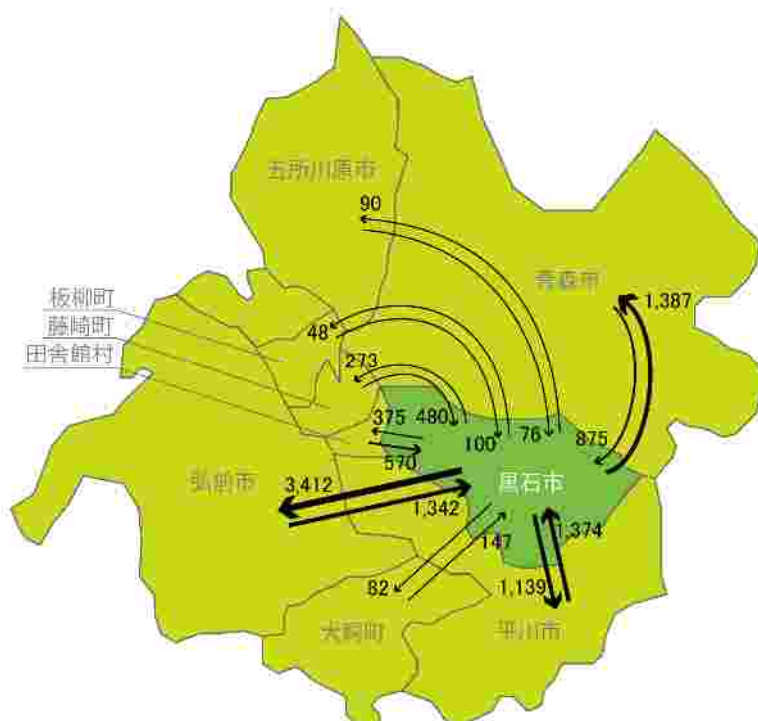 五所川原市
90
青森市
板柳町
1,387
藤崎町
48
田舎館村
273
375
480
100
76
875
570
弘前市
3,412
黒石市
1,342
147
1,374
82
1,139
大鰐町
平川市